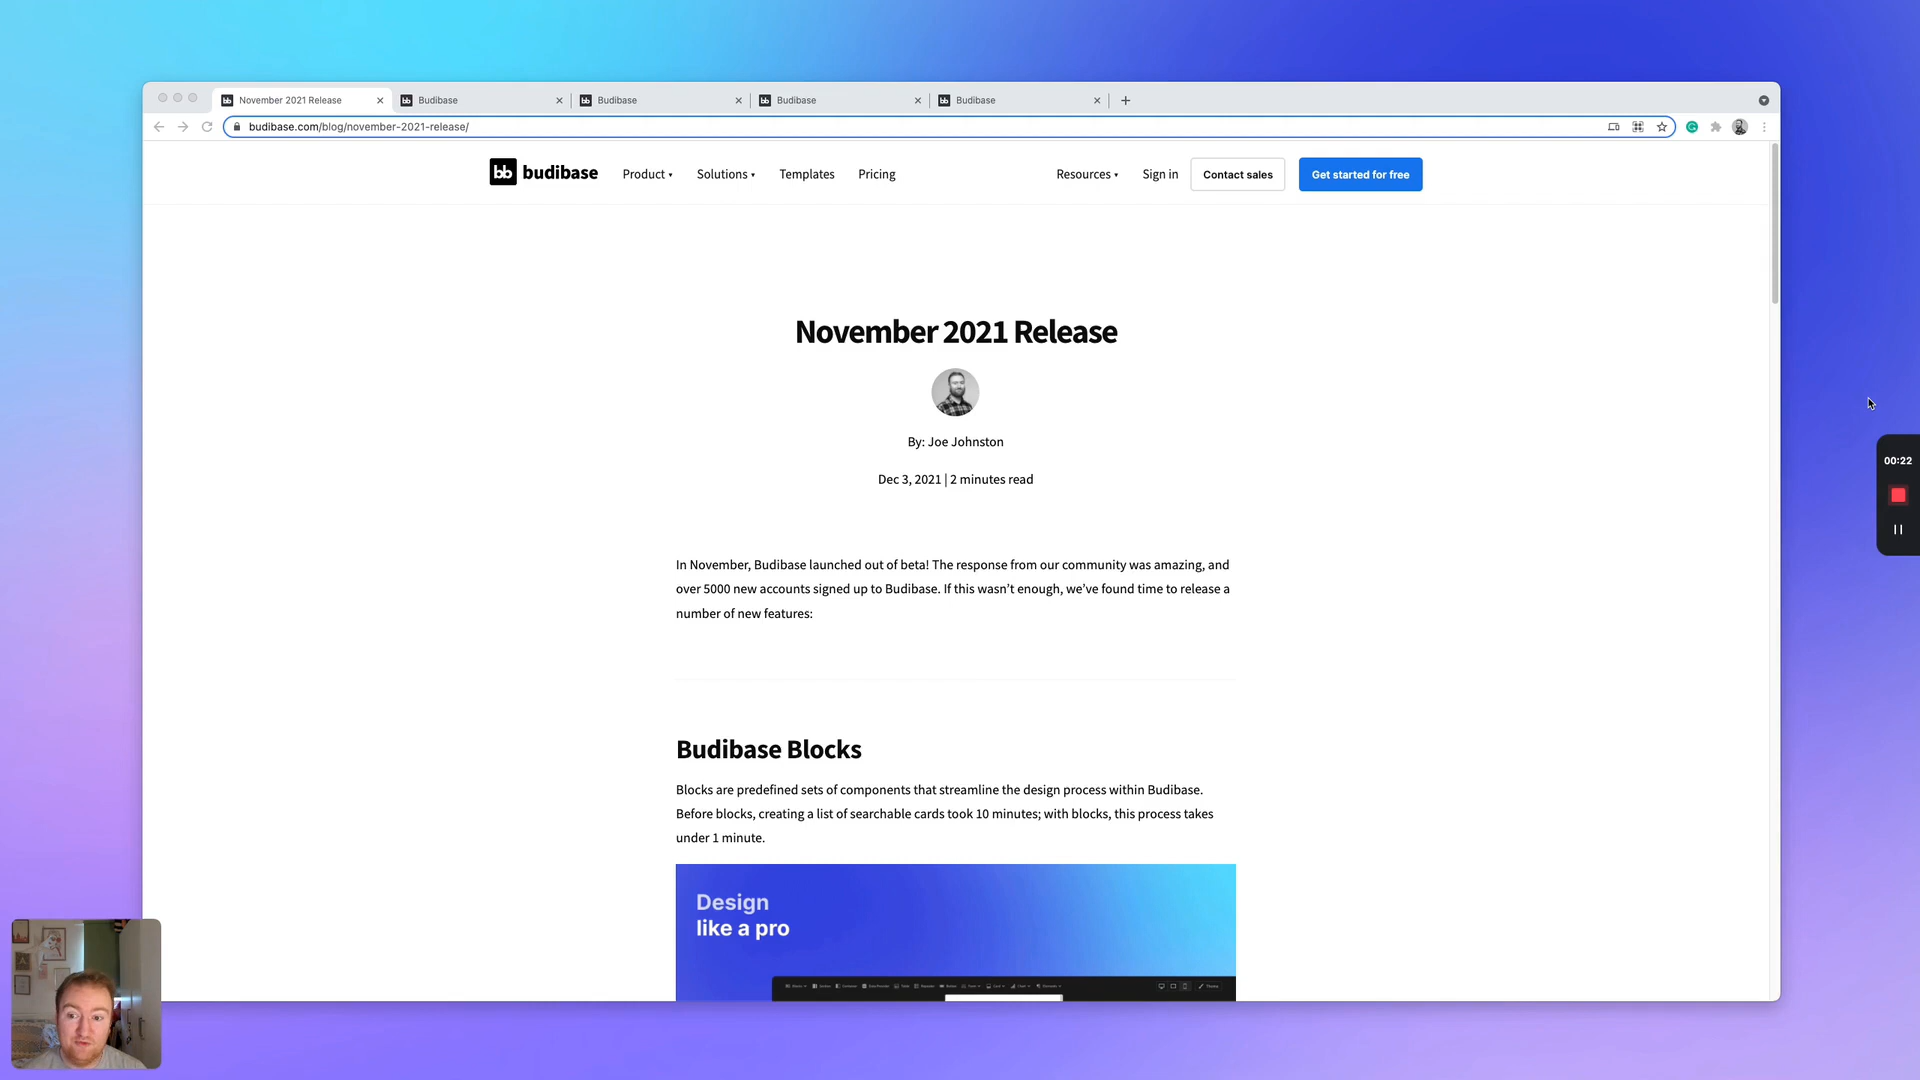 November 2021 Release
Budibase
Budibase
Budibase
Budibase
budibase.com/blog/november-2021-release/
bb budibase
Product
Solutions
Templates
Pricing
Resources
Sign in
Contact sales
Get started for free
November 2021 Release
By: Joe Johnston
Dec 3, 2021 | 2 minutes read
00:22
In November, Budibase launched out of beta! The response from our community was amazing, and
over 5000 new accounts signed up to Budibase. If this wasn’t enough, we’ve found time to release a
number of new features:
Budibase Blocks
Blocks are predefined sets of components that streamline the design process within Budibase.
Before blocks, creating a list of searchable cards took 10 minutes; with blocks, this process takes
under 1 minute.
Design
like a pro